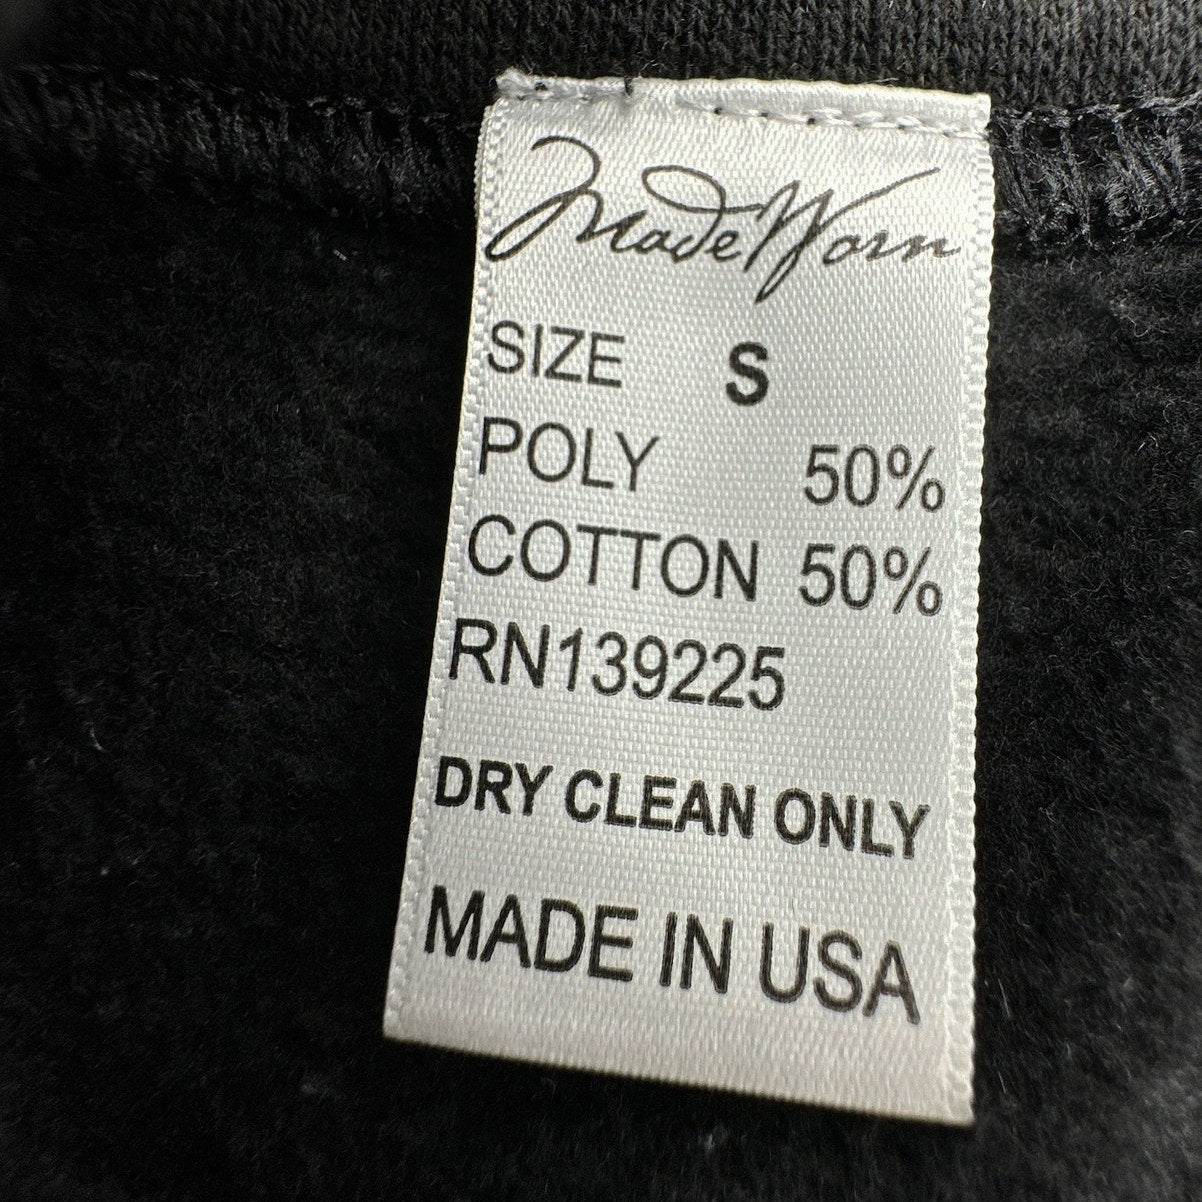 MadeWorn
SIZE S
POLY 50%
COTTON 50%
RN139225
DRY CLEAN ONLY
MADE IN USA